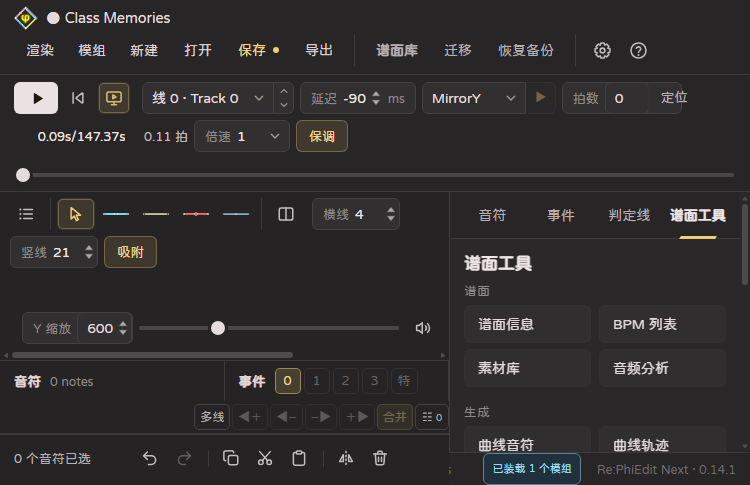 φ Class Memories
渲染 模组 新建 打开 保存 导出 谱面库 迁移 恢复备份
线 0 · Track 0 延迟 -90 ms MirrorY 拍数 0 定位
0.09s/147.37s 0.11 拍 倍速 1 保调
横线 4
竖线 21 吸附
Y 缩放 600
音符 0 notes 事件 0 1 2 3 特
多线 ◀+ ◀– –▶ +▶ 合并 0
0 个音符已选
音符 事件 判定线 谱面工具
谱面工具
谱面
谱面信息 BPM 列表
素材库 音频分析
生成
曲线音符 曲线轨迹
已装载 1 个模组 Re:PhiEdit Next · 0.14.1